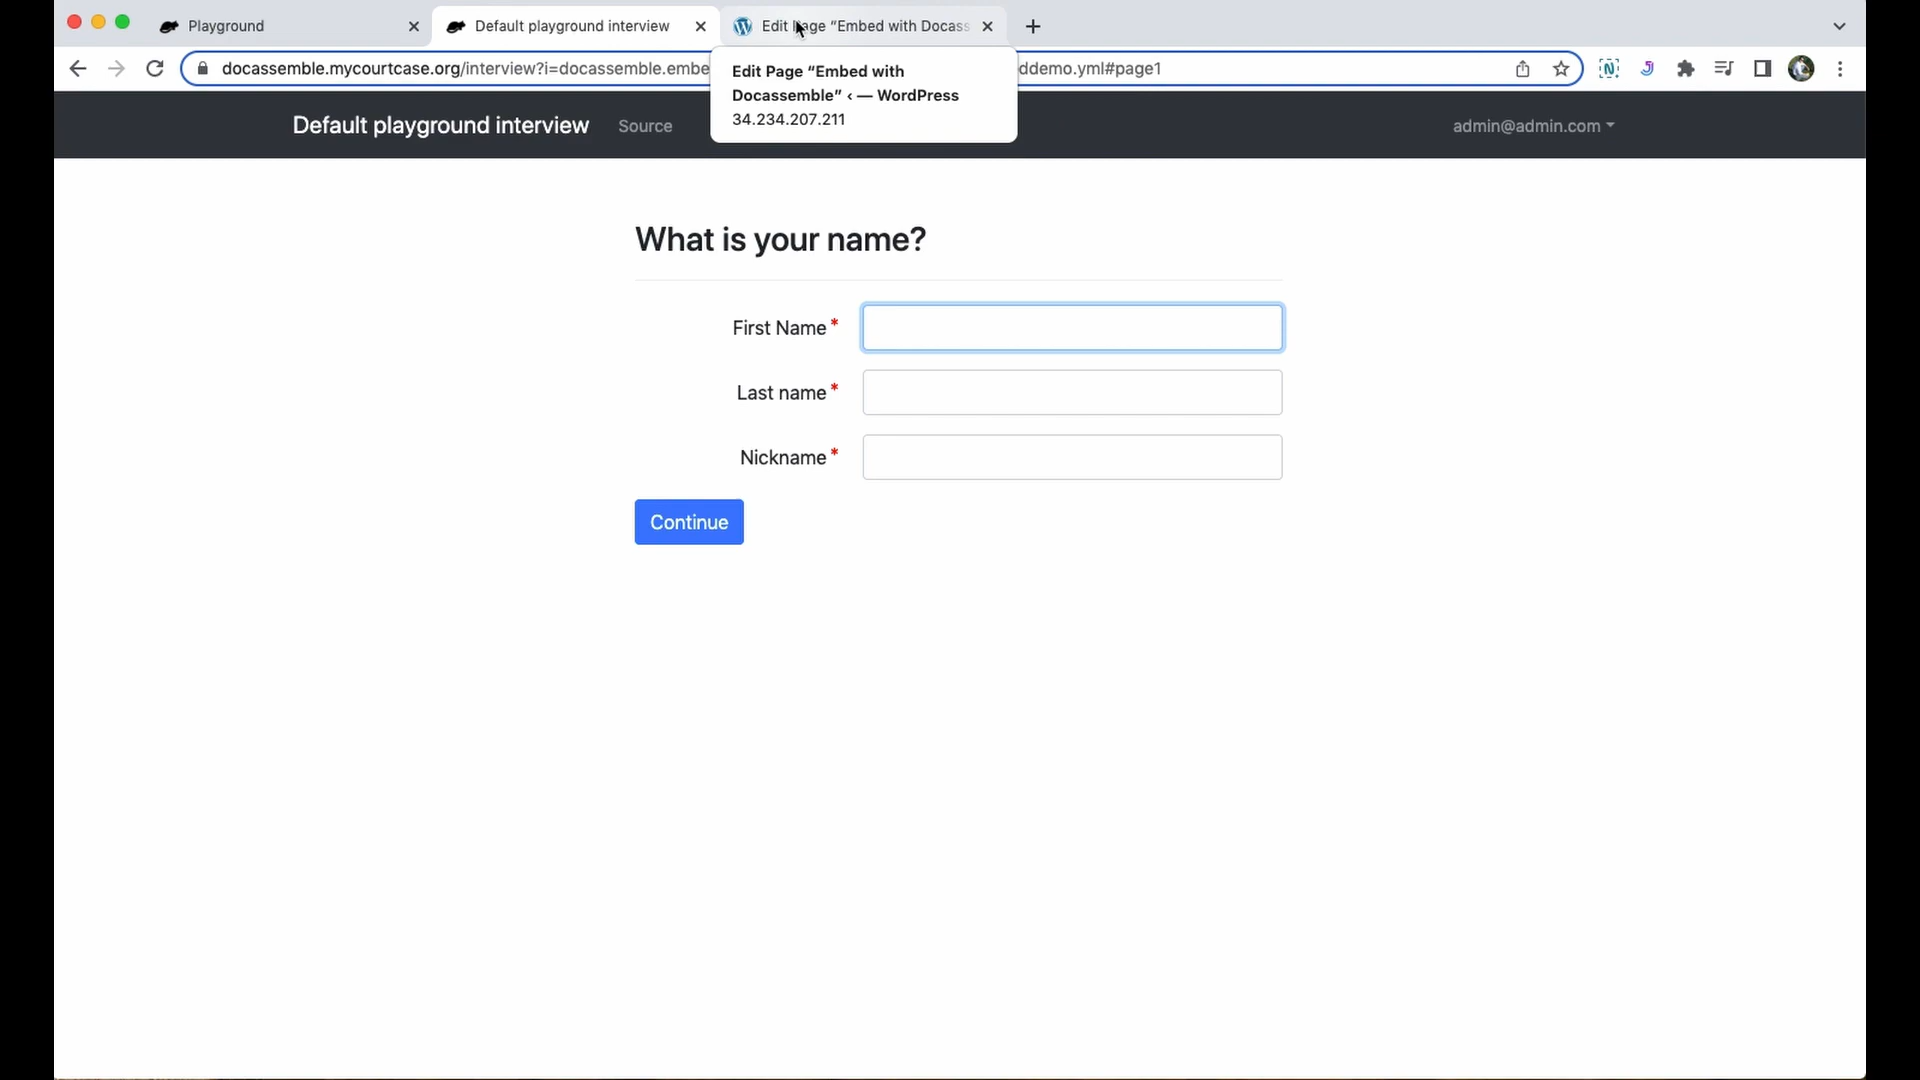 Playground
Default playground interview
Edit Page “Embed with Docass
docassemble.mycourtcase.org/interview?i=docassemble.embe
ddemo.yml#page1
Edit Page “Embed with
Docassemble” ‹ — WordPress
34.234.207.211
Default playground interview
Source
admin@admin.com
What is your name?
First Name *
Last name *
Nickname *
Continue